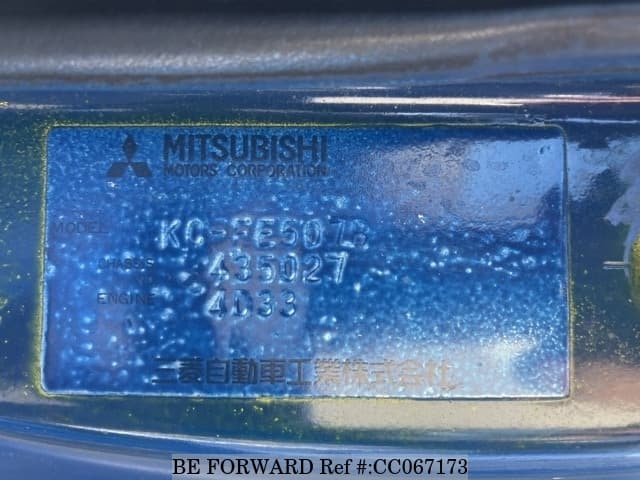 MITSUBISHI
MOTORS CORPORATION
MODEL KC-FE507B
CHASSIS 435027
ENGINE 4D33
三菱自動車工業株式会社
BE FORWARD Ref #:CC067173